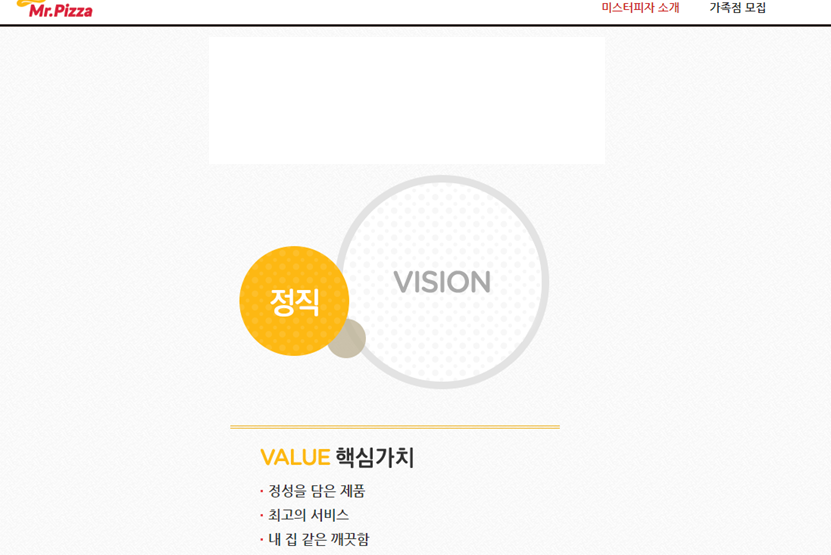 Mr.Pizza
미스터피자 소개 가족점 모집
VISION
정직
VALUE 핵심가치
· 정성을 담은 제품
· 최고의 서비스
· 내 집 같은 깨끗함